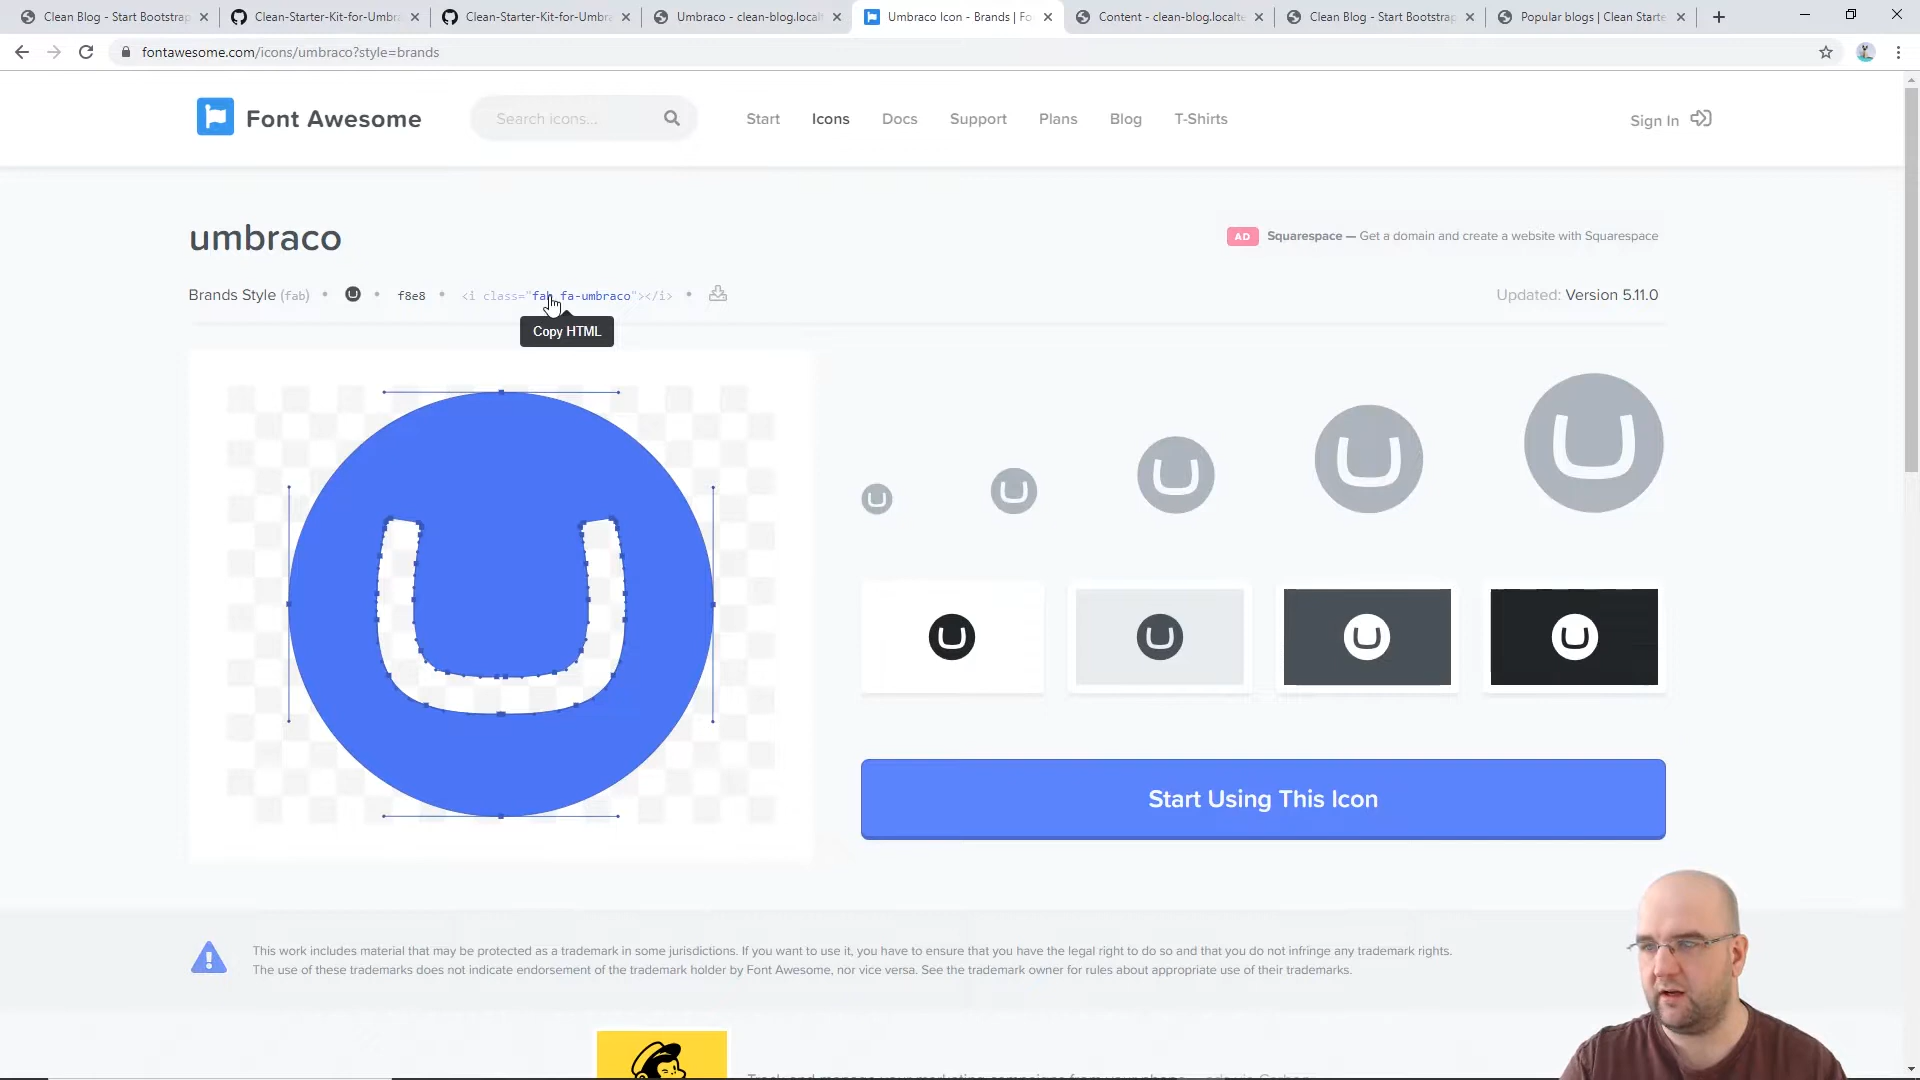 Clean Blog - Start Bootstrap
Clean-Starter-Kit-for-Umbra
Clean-Starter-Kit-for-Umbra
Umbraco - clean-blog.localt
Umbraco Icon - Brands | Fo
Content - clean-blog.localte
Clean Blog - Start Bootstrap
Popular blogs | Clean Starte
fontawesome.com/icons/umbraco?style=brands
Font Awesome
Search icons...
Start
Icons
Docs
Support
Plans
Blog
T-Shirts
Sign In
umbraco
AD Squarespace — Get a domain and create a website with Squarespace
Brands Style (fab) • • f8e8 • <i class="fab fa-umbraco"></i> •
Updated: Version 5.11.0
Copy HTML
Start Using This Icon
This work includes material that may be protected as a trademark in some jurisdictions. If you want to use it, you have to ensure that you have the legal right to do so and that you do not infringe any trademark rights.
The use of these trademarks does not indicate endorsement of the trademark holder by Font Awesome, nor vice versa. See the trademark owner for rules about appropriate use of their trademarks.